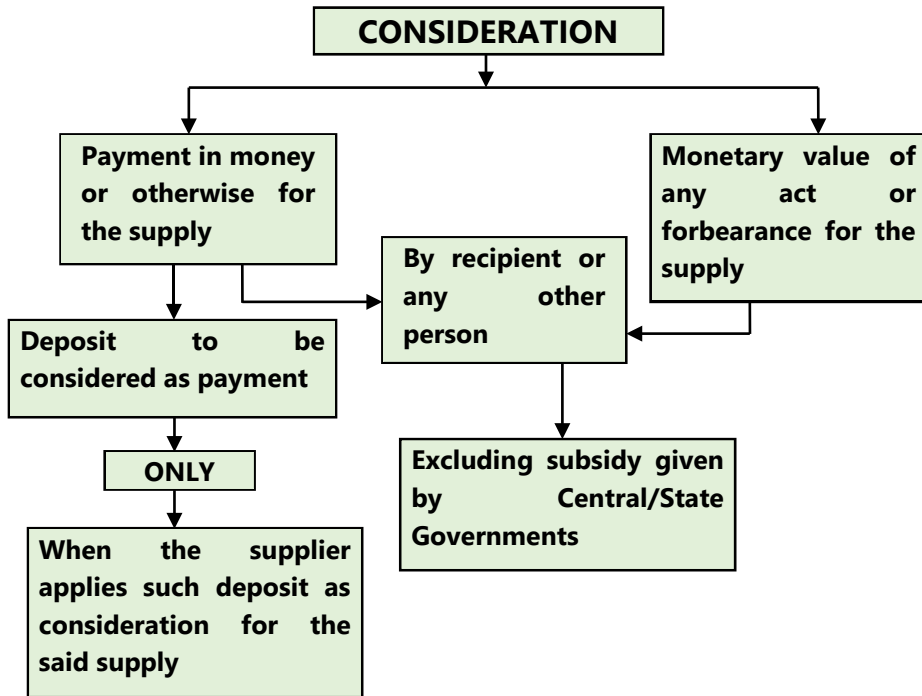 CONSIDERATION
Payment in money
or otherwise for
the supply
Monetary value of
any act or
forbearance for the
supply
By recipient or
any other
person
Deposit to be
considered as payment
ONLY
Excluding subsidy given
by Central/State
Governments
When the supplier
applies such deposit as
consideration for the
said supply